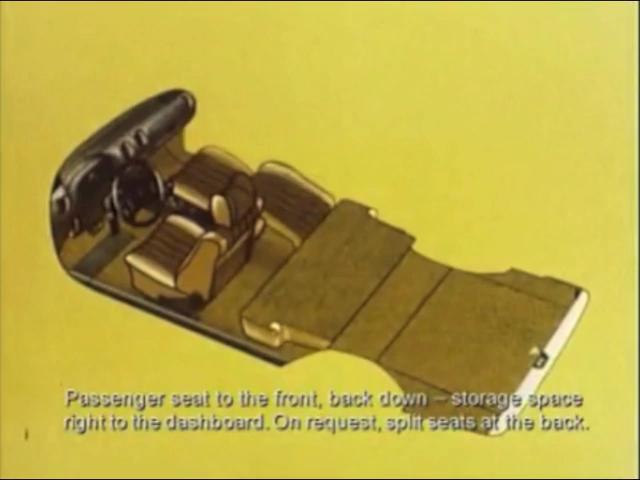 Passenger seat to the front, back down – storage space
right to the dashboard. On request, split seats at the back.